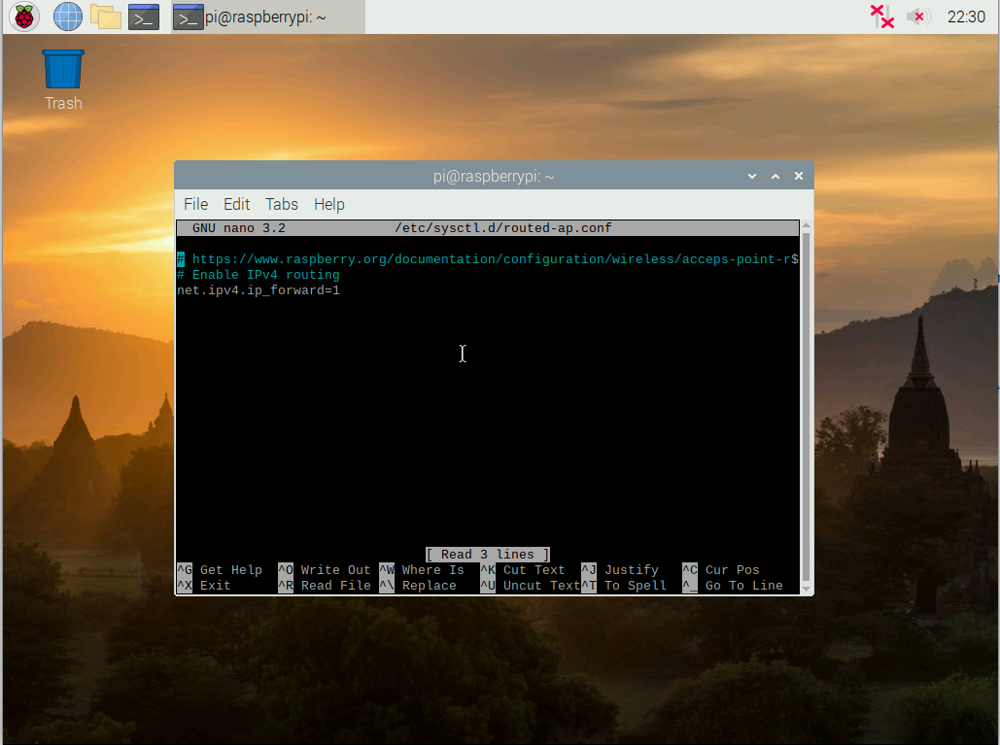 >_ >_ pi@raspberrypi: ~ 22:30
Trash
pi@raspberrypi: ~
File Edit Tabs Help
GNU nano 3.2 /etc/sysctl.d/routed-ap.conf
# https://www.raspberry.org/documentation/configuration/wireless/acceps-point-r$
# Enable IPv4 routing
net.ipv4.ip_forward=1
[ Read 3 lines ]
^G Get Help ^O Write Out ^W Where Is ^K Cut Text ^J Justify ^C Cur Pos
^X Exit ^R Read File ^\ Replace ^U Uncut Text ^T To Spell ^_ Go To Line